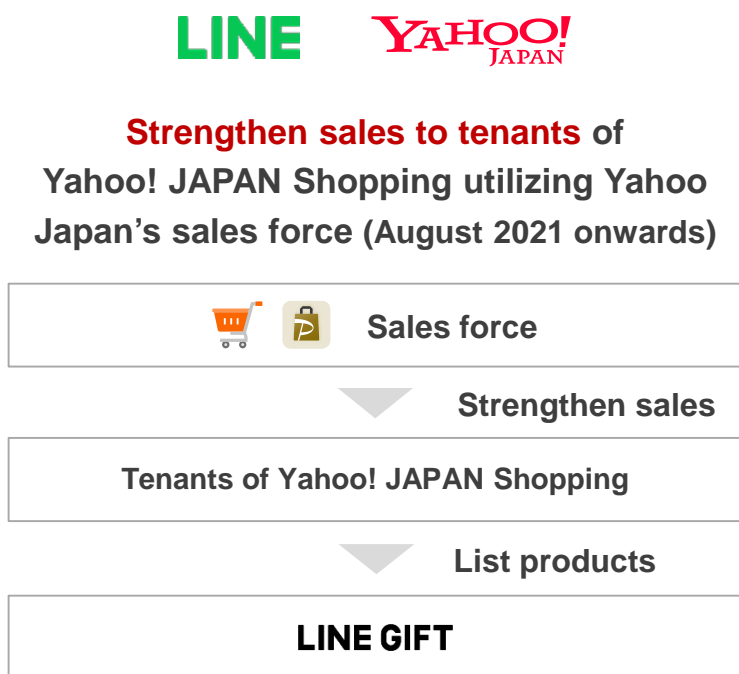 LINE YAHOO!
JAPAN
Strengthen sales to tenants of
Yahoo! JAPAN Shopping utilizing Yahoo
Japan’s sales force (August 2021 onwards)
Sales force
Strengthen sales
Tenants of Yahoo! JAPAN Shopping
List products
LINE GIFT